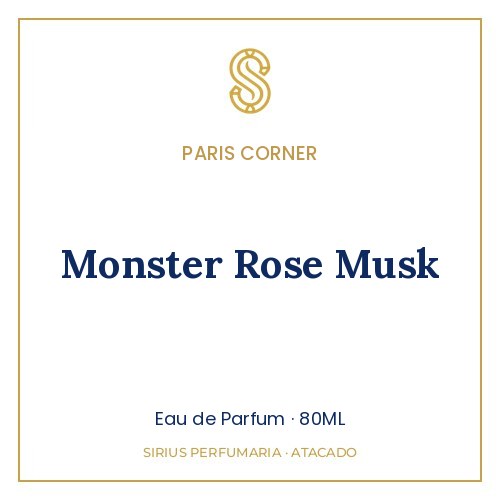 PARIS CORNER
Monster Rose Musk
Eau de Parfum · 80ML
SIRIUS PERFUMARIA · ATACADO